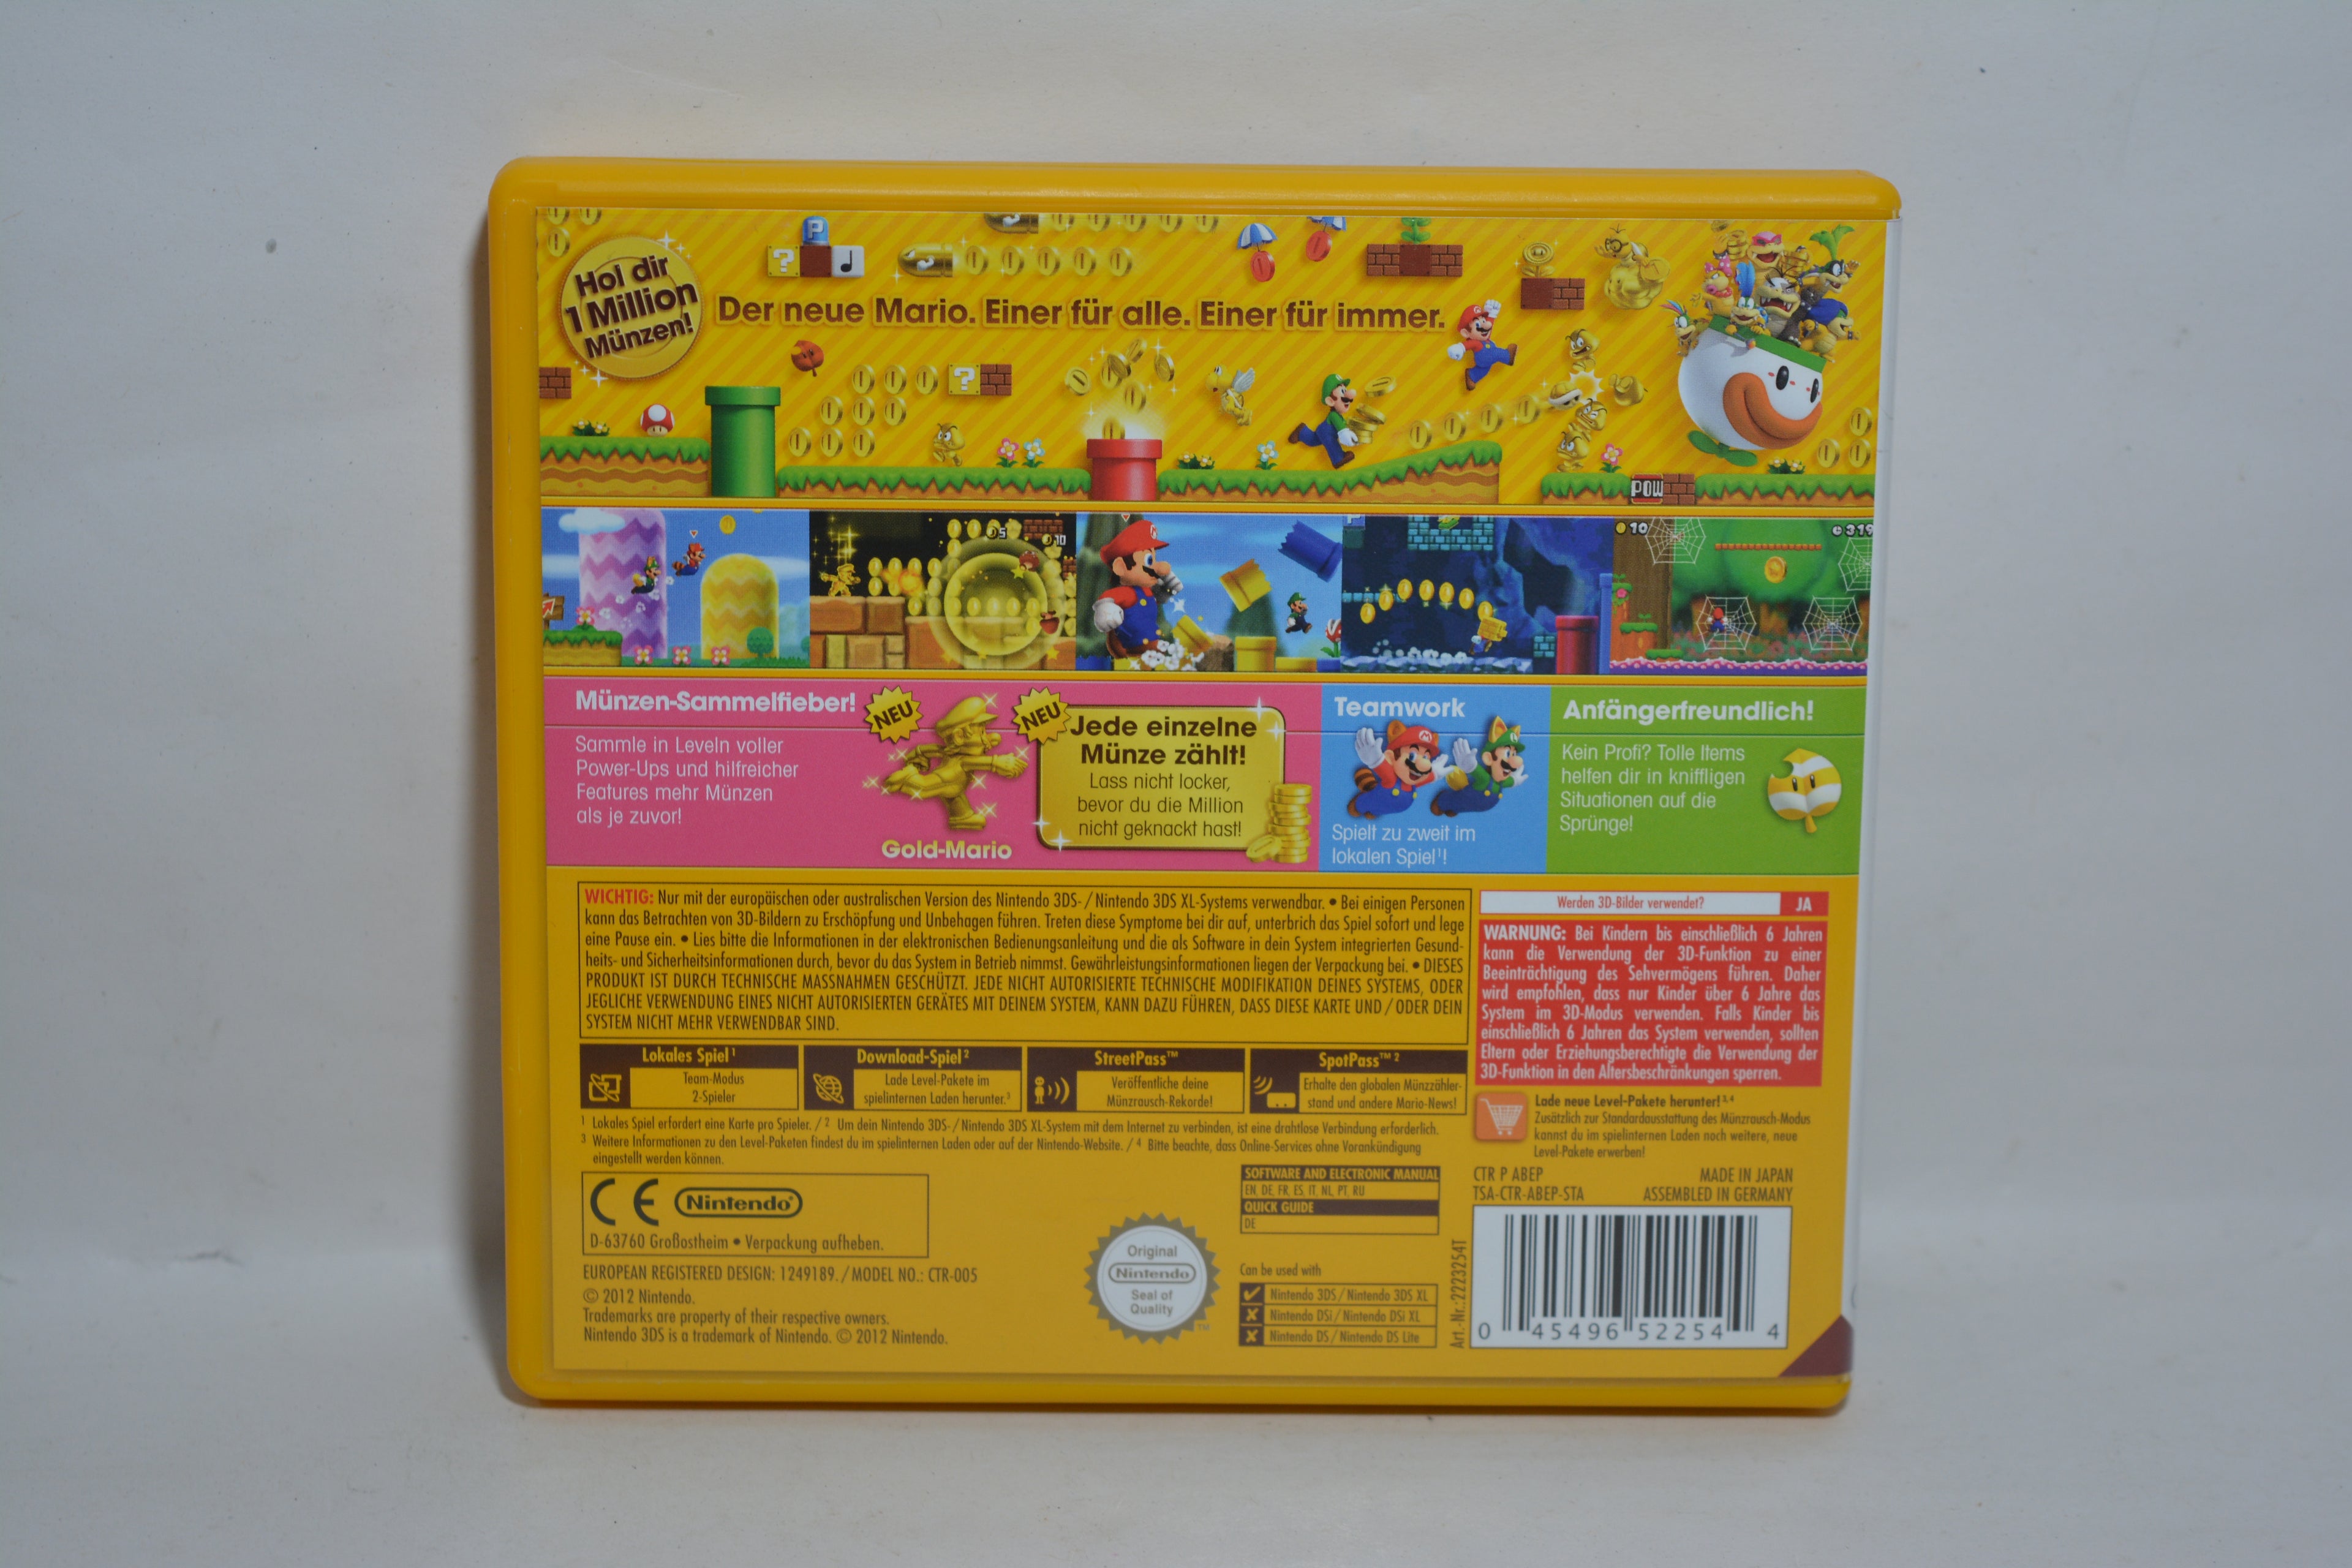 Hol dir
1 Million
Münzen!
Der neue Mario. Einer für alle. Einer für immer.
P
?
?
POW
10
10
319
Münzen-Sammelfieber!
Sammle in Leveln voller
Power-Ups und hilfreicher
Features mehr Münzen
als je zuvor!
NEU
Gold-Mario
NEU
Jede einzelne
Münze zählt!
Lass nicht locker,
bevor du die Million
nicht geknackt hast!
Teamwork
Spielt zu zweit im
lokalen Spiel¹!
Anfängerfreundlich!
Kein Profi? Tolle Items
helfen dir in kniffligen
Situationen auf die
Sprünge!
WICHTIG: Nur mit der europäischen oder australischen Version des Nintendo 3DS- / Nintendo 3DS XL-Systems verwendbar. • Bei einigen Personen
kann das Betrachten von 3D-Bildern zu Erschöpfung und Unbehagen führen. Treten diese Symptome bei dir auf, unterbrich das Spiel sofort und lege
eine Pause ein. • Lies bitte die Informationen in der elektronischen Bedienungsanleitung und die als Software in dein System integrierten Gesund-
heits- und Sicherheitsinformationen durch, bevor du das System in Betrieb nimmst. Gewährleistungsinformationen liegen der Verpackung bei. • DIESES
PRODUKT IST DURCH TECHNISCHE MASSNAHMEN GESCHÜTZT. JEDE NICHT AUTORISIERTE TECHNISCHE MODIFIKATION DEINES SYSTEMS, ODER
JEGLICHE VERWENDUNG EINES NICHT AUTORISIERTEN GERÄTES MIT DEINEM SYSTEM, KANN DAZU FÜHREN, DASS DIESE KARTE UND / ODER DEIN
SYSTEM NICHT MEHR VERWENDBAR SIND.
Werden 3D-Bilder verwendet? JA
WARNUNG: Bei Kindern bis einschließlich 6 Jahren
kann die Verwendung der 3D-Funktion zu einer
Beeinträchtigung des Sehvermögens führen. Daher
wird empfohlen, dass nur Kinder über 6 Jahre das
System im 3D-Modus verwenden. Falls Kinder bis
einschließlich 6 Jahren das System verwenden, sollten
Eltern oder Erziehungsberechtigte die Verwendung der
3D-Funktion in den Altersbeschränkungen sperren.
Lokales Spiel¹
Team-Modus
2-Spieler
Download-Spiel²
Lade Level-Pakete im
spielinternen Laden herunter.³
StreetPass™
Veröffentliche deine
Münzrausch-Rekorde!
SpotPass™ ²
Erhalte den globalen Münzzähler-
stand und andere Mario-News!
Lade neue Level-Pakete herunter!³,⁴
Zusätzlich zur Standardausstattung des Münzrausch-Modus
kannst du im spielinternen Laden noch weitere, neue
Level-Pakete erwerben!
¹ Lokales Spiel erfordert eine Karte pro Spieler. / ² Um dein Nintendo 3DS- / Nintendo 3DS XL-System mit dem Internet zu verbinden, ist eine drahtlose Verbindung erforderlich.
³ Weitere Informationen zu den Level-Paketen findest du im spielinternen Laden oder auf der Nintendo-Website. / ⁴ Bitte beachte, dass Online-Services ohne Vorankündigung
eingestellt werden können.
CE Nintendo®
D-63760 Großostheim • Verpackung aufheben.
EUROPEAN REGISTERED DESIGN: 1249189. / MODEL NO.: CTR-005
© 2012 Nintendo.
Trademarks are property of their respective owners.
Nintendo 3DS is a trademark of Nintendo. © 2012 Nintendo.
Original
Nintendo
Seal of
Quality
TM
SOFTWARE AND ELECTRONIC MANUAL
EN, DE, FR, ES, IT, NL, PT, RU
QUICK GUIDE
DE
Can be used with
Nintendo 3DS / Nintendo 3DS XL
Nintendo DSi / Nintendo DSi XL
Nintendo DS / Nintendo DS Lite
CTR P ABEP MADE IN JAPAN
TSA-CTR-ABEP-STA ASSEMBLED IN GERMANY
Art.-Nr.: 2223254T
0 45496 52254 4